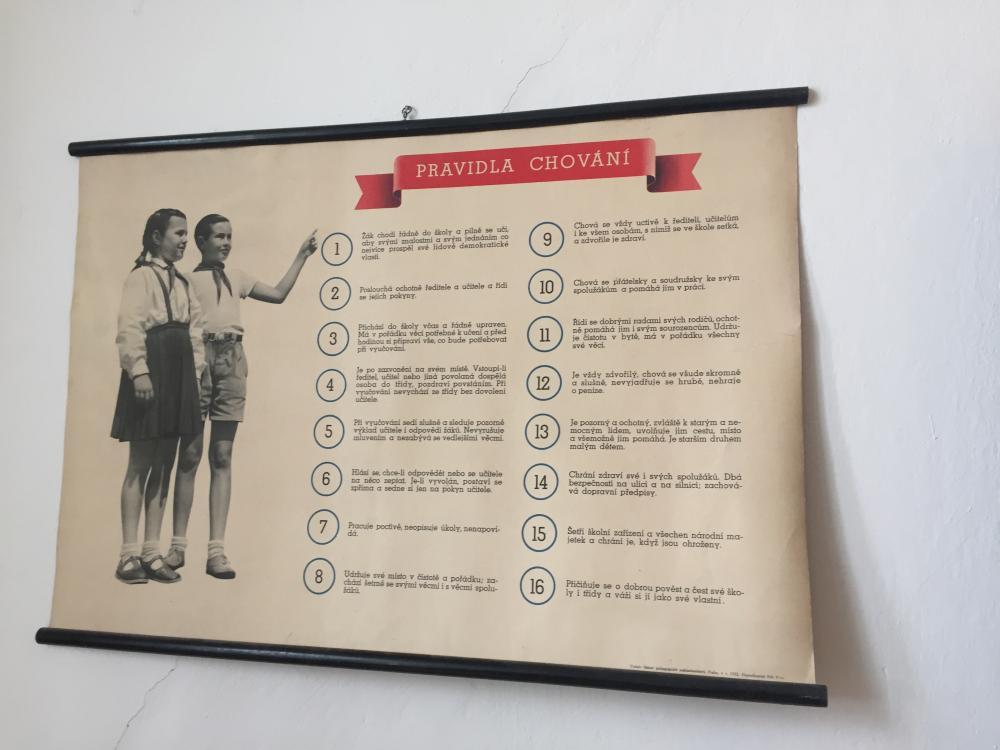 PRAVIDLA CHOVÁNÍ
1
Žák chodí řádně do školy a pilně se učí,
aby svými znalostmi a svým jednáním co
nejvíce prospěl své lidově demokratické
vlasti.
2
Poslouchá ochotně ředitele a učitele a řídí
se jejich pokyny.
3
Přichází do školy včas a řádně upraven.
Má v pořádku věci potřebné k učení a před
hodinou si připraví vše, co bude potřebovat
při vyučování.
4
Je po zazvonění na svém místě. Vstoupí-li
ředitel, učitel nebo jiná povolaná dospělá
osoba do třídy, pozdraví povstáním. Při
vyučování nevychází ze třídy bez dovolení
učitele.
5
Při vyučování sedí slušně a sleduje pozorně
výklad učitele i odpovědi žáků. Nevyrušuje
mluvením a nezabývá se vedlejšími věcmi.
6
Hlásí se, chce-li odpovědět nebo se učitele
na něco zeptat. Je-li vyvolán, postaví se
zpříma a sedne si jen na pokyn učitele.
7
Pracuje poctivě, neopisuje úkoly, nenapoví-
dá.
8
Udržuje své místo v čistotě a pořádku; za-
chází šetrně se svými věcmi i s věcmi spolu-
žáků.
9
Chová se vždy uctivě k řediteli, učitelům
i ke všem osobám, s nimiž se ve škole setká,
a zdvořile je zdraví.
10
Chová se přátelsky a soudružsky ke svým
spolužákům a pomáhá jim v práci.
11
Řídí se dobrými radami svých rodičů, ochot-
ně pomáhá jim i svým sourozencům. Udržu-
je čistotu v bytě, má v pořádku všechny
své věci.
12
Je vždy zdvořilý, chová se všude skromně
a slušně, nevyjadřuje se hrubě, nehraje
o peníze.
13
Je pozorný a ochotný, zvláště k starým a ne-
mocným lidem, uvolňuje jim cestu, místo
a všemožně jim pomáhá. Je starším druhem
malým dětem.
14
Chrání zdraví své i svých spolužáků. Dbá
bezpečnosti na ulici a na silnici; zachová-
vá dopravní předpisy.
15
Šetří školní zařízení a všechen národní ma-
jetek a chrání je, když jsou ohroženy.
16
Přičiňuje se o dobrou pověst a čest své ško-
ly i třídy a váží si jí jako své vlastní.